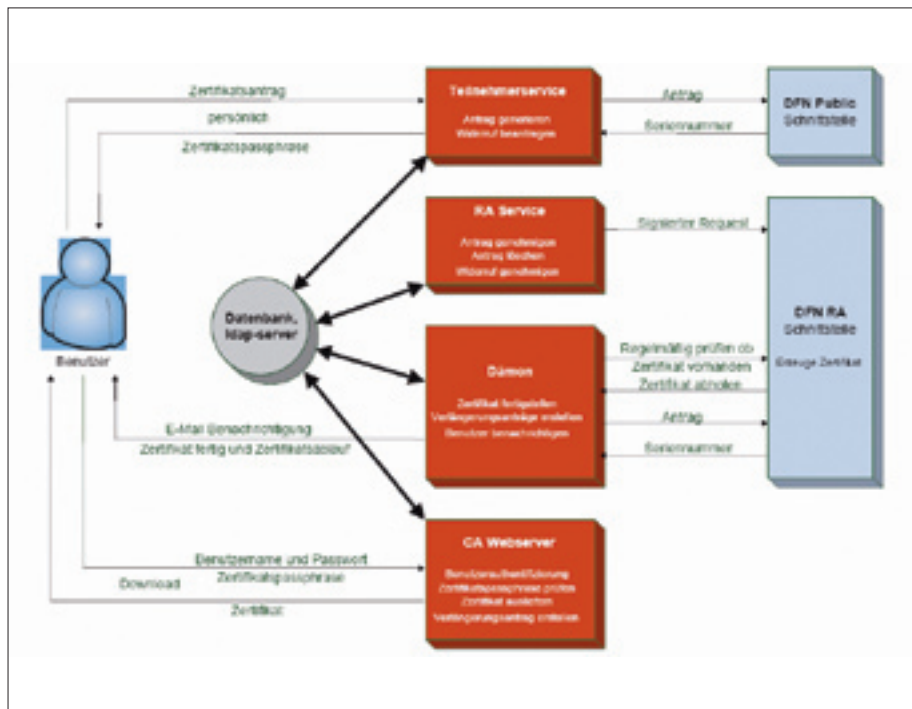 Zertifikatsantrag
persönlich
Zertifikatspassphrase
Teilnehmerservice
Antrag generieren
Widerruf beantragen
Antrag
Seriennummer
DFN Public
Schnittstelle
RA Service
Antrag genehmigen
Antrag löschen
Widerruf genehmigen
Signierter Request
Datenbank,
ldap-server
Benutzer
DFN RA
Schnittstelle
Erzeuge Zertifikat
Dämon
Zertifikat fertigstellen
Verlängerungsanträge erstellen
Benutzer benachrichtigen
Regelmäßig prüfen ob
Zertifikat vorhanden
Zertifikat abholen
Antrag
Seriennummer
E-Mail Benachrichtigung
Zertifikat fertig und Zertifikatsablauf
CA Webserver
Benutzerauthentifizierung
Zertifikatspassphrase prüfen
Zertifikat ausliefern
Verlängerungsantrag erstellen
Benutzername und Passwort
Zertifikatspassphrase
Download
Zertifikat